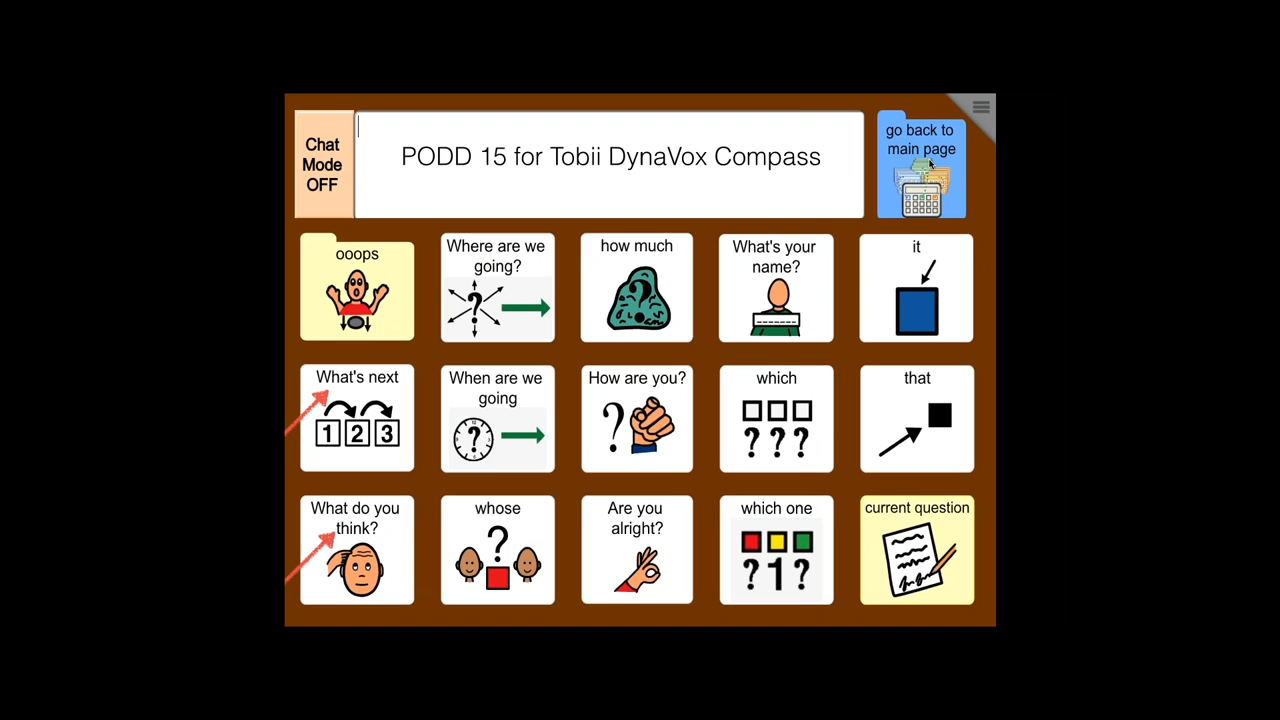 Chat
Mode
OFF
PODD 15 for Tobii DynaVox Compass
go back to
main page
ooops
Where are we
going?
?
how much
?
What's your
name?
it
What's next
1 2 3
When are we
going
?
How are you?
?
which
? ? ?
that
What do you
think?
whose
?
Are you
alright?
which one
? 1 ?
current question